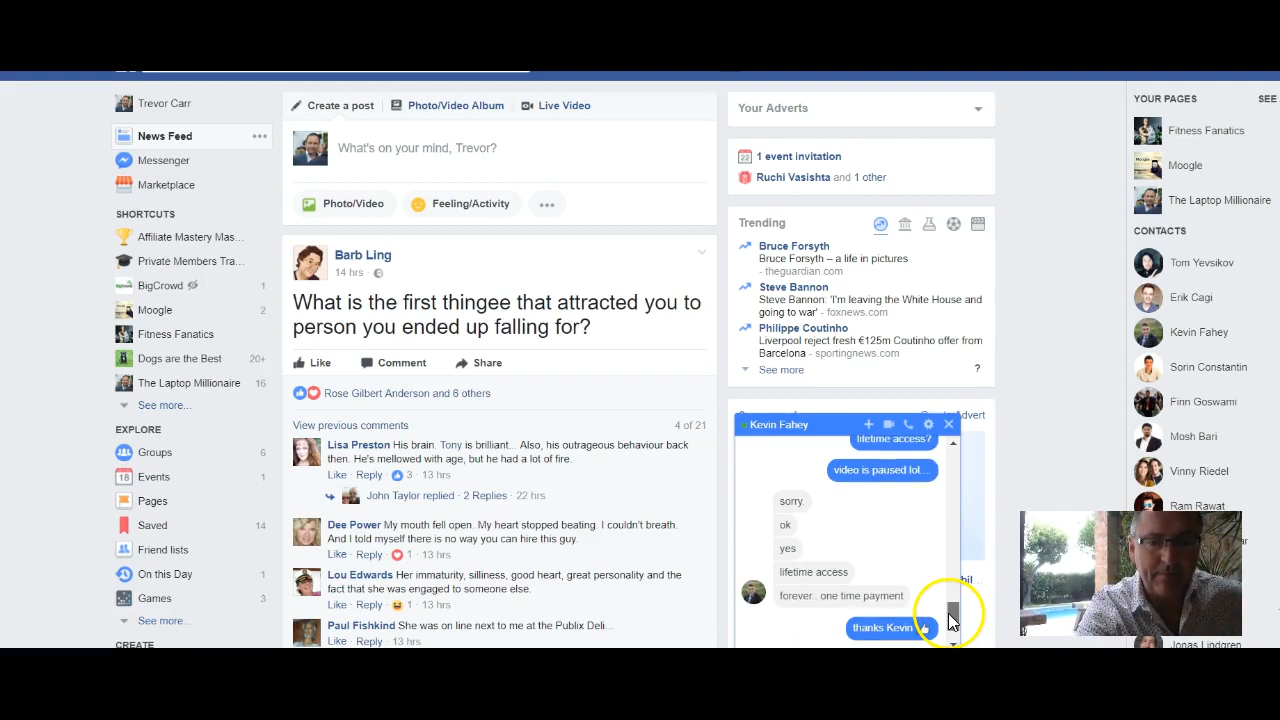 Trevor Carr
News Feed
Messenger
Marketplace
SHORTCUTS
Affiliate Mastery Mas...
Private Members Tra...
BigCrowd 1
Moogle 2
Fitness Fanatics
Dogs are the Best 20+
The Laptop Millionaire 16
See more...
EXPLORE
Groups 6
Events 1
Pages
Saved 14
Friend lists
On this Day 1
Games 3
See more...
CREATE
Create a post
Photo/Video Album
Live Video
What's on your mind, Trevor?
Photo/Video
Feeling/Activity
Barb Ling
14 hrs
What is the first thingee that attracted you to
person you ended up falling for?
Like
Comment
Share
Rose Gilbert Anderson and 6 others
View previous comments
4 of 21
Lisa Preston His brain. Tony is brilliant... Also, his outrageous behaviour back
then. He's mellowed with age, but he had a lot of fire.
Like · Reply · 3 · 13 hrs
John Taylor replied · 2 Replies · 22 hrs
Dee Power My mouth fell open. My heart stopped beating. I couldn't breath.
And I told myself there is no way you can hire this guy.
Like · Reply · 1 · 13 hrs
Lou Edwards Her immaturity, silliness, good heart, great personality and the
fact that she was engaged to someone else.
Like · Reply · 1 · 13 hrs
Paul Fishkind She was on line next to me at the Publix Deli...
Like · Reply · 13 hrs
Your Adverts
22
1 event invitation
Ruchi Vasishta and 1 other
Trending
Bruce Forsyth
Bruce Forsyth – a life in pictures
- theguardian.com
Steve Bannon
Steve Bannon: 'I'm leaving the White House and
going to war' - foxnews.com
Philippe Coutinho
Liverpool reject fresh €125m Coutinho offer from
Barcelona - sportingnews.com
See more
?
Advert
Kevin Fahey
lifetime access?
video is paused lol....
sorry.
ok
yes
lifetime access
forever.. one time payment
thanks Kevin
YOUR PAGES
SEE
Fitness Fanatics
Moogle
The Laptop Millionaire
CONTACTS
Tom Yevsikov
Erik Cagi
Kevin Fahey
Sorin Constantin
Finn Goswami
Mosh Bari
Vinny Riedel
Ram Rawat
Jonas Lindgren